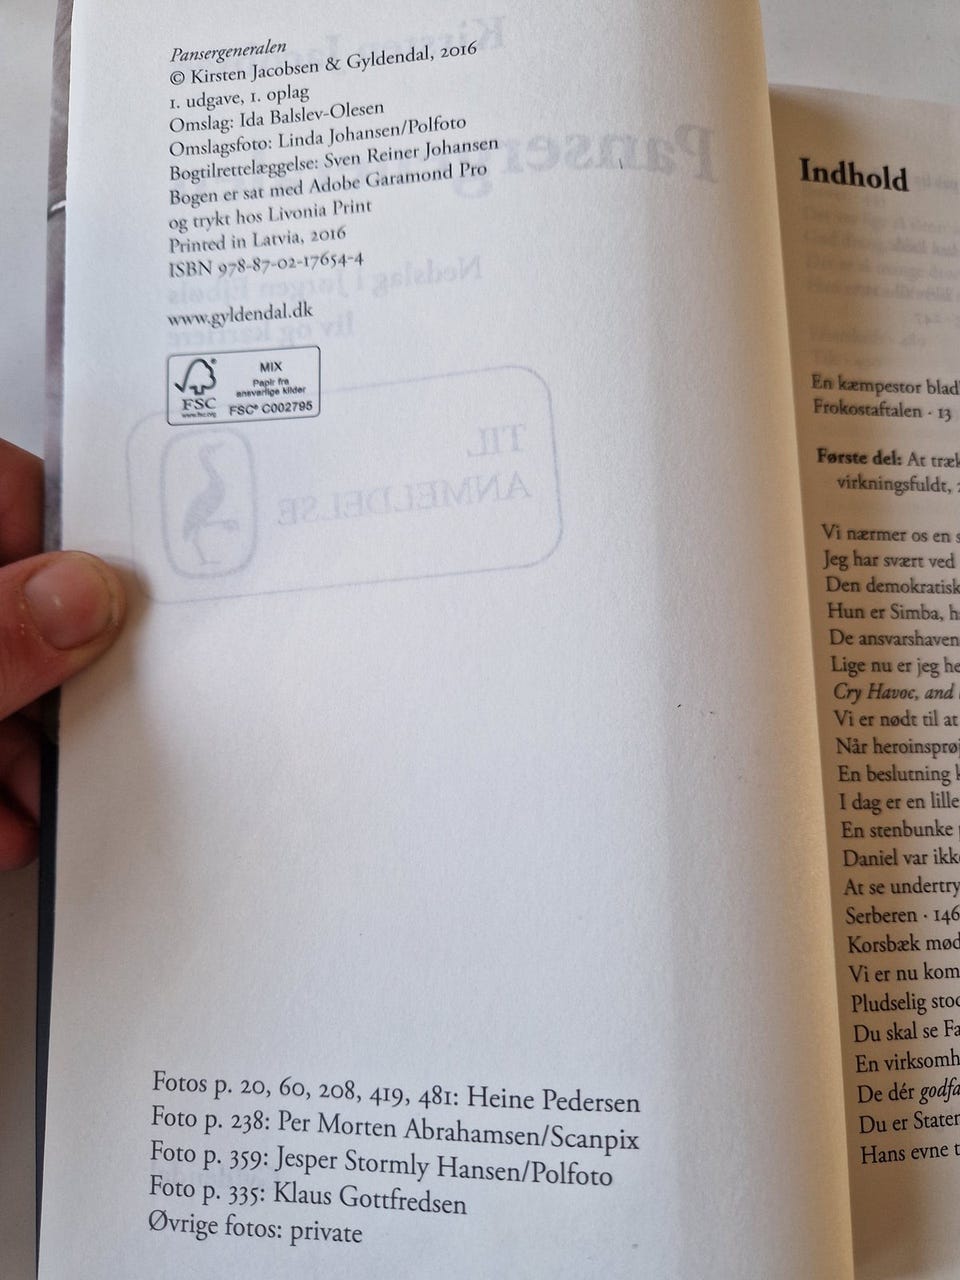 Pansergeneralen
© Kirsten Jacobsen & Gyldendal, 2016
1. udgave, 1. oplag
Omslag: Ida Balslev-Olesen
Omslagsfoto: Linda Johansen/Polfoto
Bogtilrettelæggelse: Sven Reiner Johansen
Bogen er sat med Adobe Garamond Pro
og trykt hos Livonia Print
Printed in Latvia, 2016
ISBN 978-87-02-17654-4
www.gyldendal.dk
FSC
www.fsc.org
MIX
Papir fra
ansvarlige kilder
FSC® C002795
TIL
ANMELDELSE
Fotos p. 20, 60, 208, 419, 481: Heine Pedersen
Foto p. 238: Per Morten Abrahamsen/Scanpix
Foto p. 359: Jesper Stormly Hansen/Polfoto
Foto p. 335: Klaus Gottfredsen
Øvrige fotos: private
Indhold
En kæmpestor blad
Frokostaftalen · 13
Første del: At træk
virkningsfuldt,
Vi nærmer os en s
Jeg har svært ved
Den demokratisk
Hun er Simba, h
De ansvarshaven
Lige nu er jeg he
Cry Havoc, and
Vi er nødt til at
Når heroinsprøj
En beslutning k
I dag er en lille
En stenbunke
Daniel var ikk
At se undertry
Serberen · 146
Korsbæk mød
Vi er nu kom
Pludselig stod
Du skal se Fa
En virksomh
De dér godfa
Du er Staten
Hans evne t